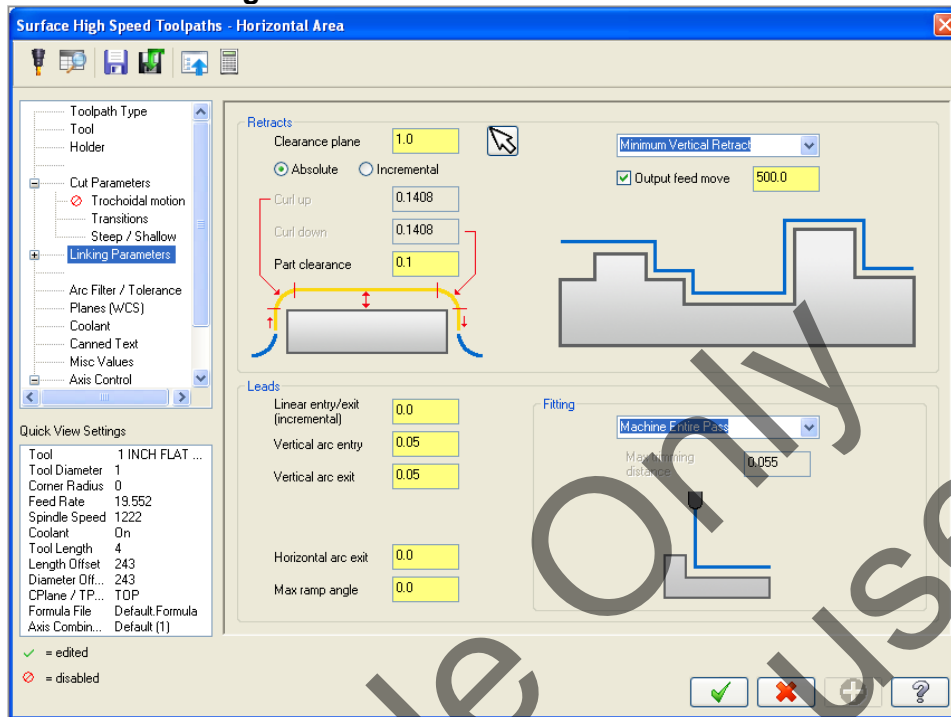 Surface High Speed Toolpaths - Horizontal Area
Toolpath Type
Tool
Holder
Cut Parameters
Trochoidal motion
Transitions
Steep / Shallow
Linking Parameters
Arc Filter / Tolerance
Planes (WCS)
Coolant
Canned Text
Misc Values
Axis Control
Quick View Settings
Tool 1 INCH FLAT ...
Tool Diameter 1
Corner Radius 0
Feed Rate 19.552
Spindle Speed 1222
Coolant On
Tool Length 4
Length Offset 243
Diameter Off... 243
CPlane / TP... TOP
Formula File Default.Formula
Axis Combin... Default (1)
= edited
= disabled
Retracts
Clearance plane 1.0
Absolute Incremental
Curl up 0.1408
Curl down 0.1408
Part clearance 0.1
Minimum Vertical Retract
Output feed move 500.0
Leads
Linear entry/exit 0.0
(incremental)
Vertical arc entry 0.05
Vertical arc exit 0.05
Horizontal arc exit 0.0
Max ramp angle 0.0
Fitting
Machine Entire Pass
Max trimming 0.055
distance
?
le Only
use